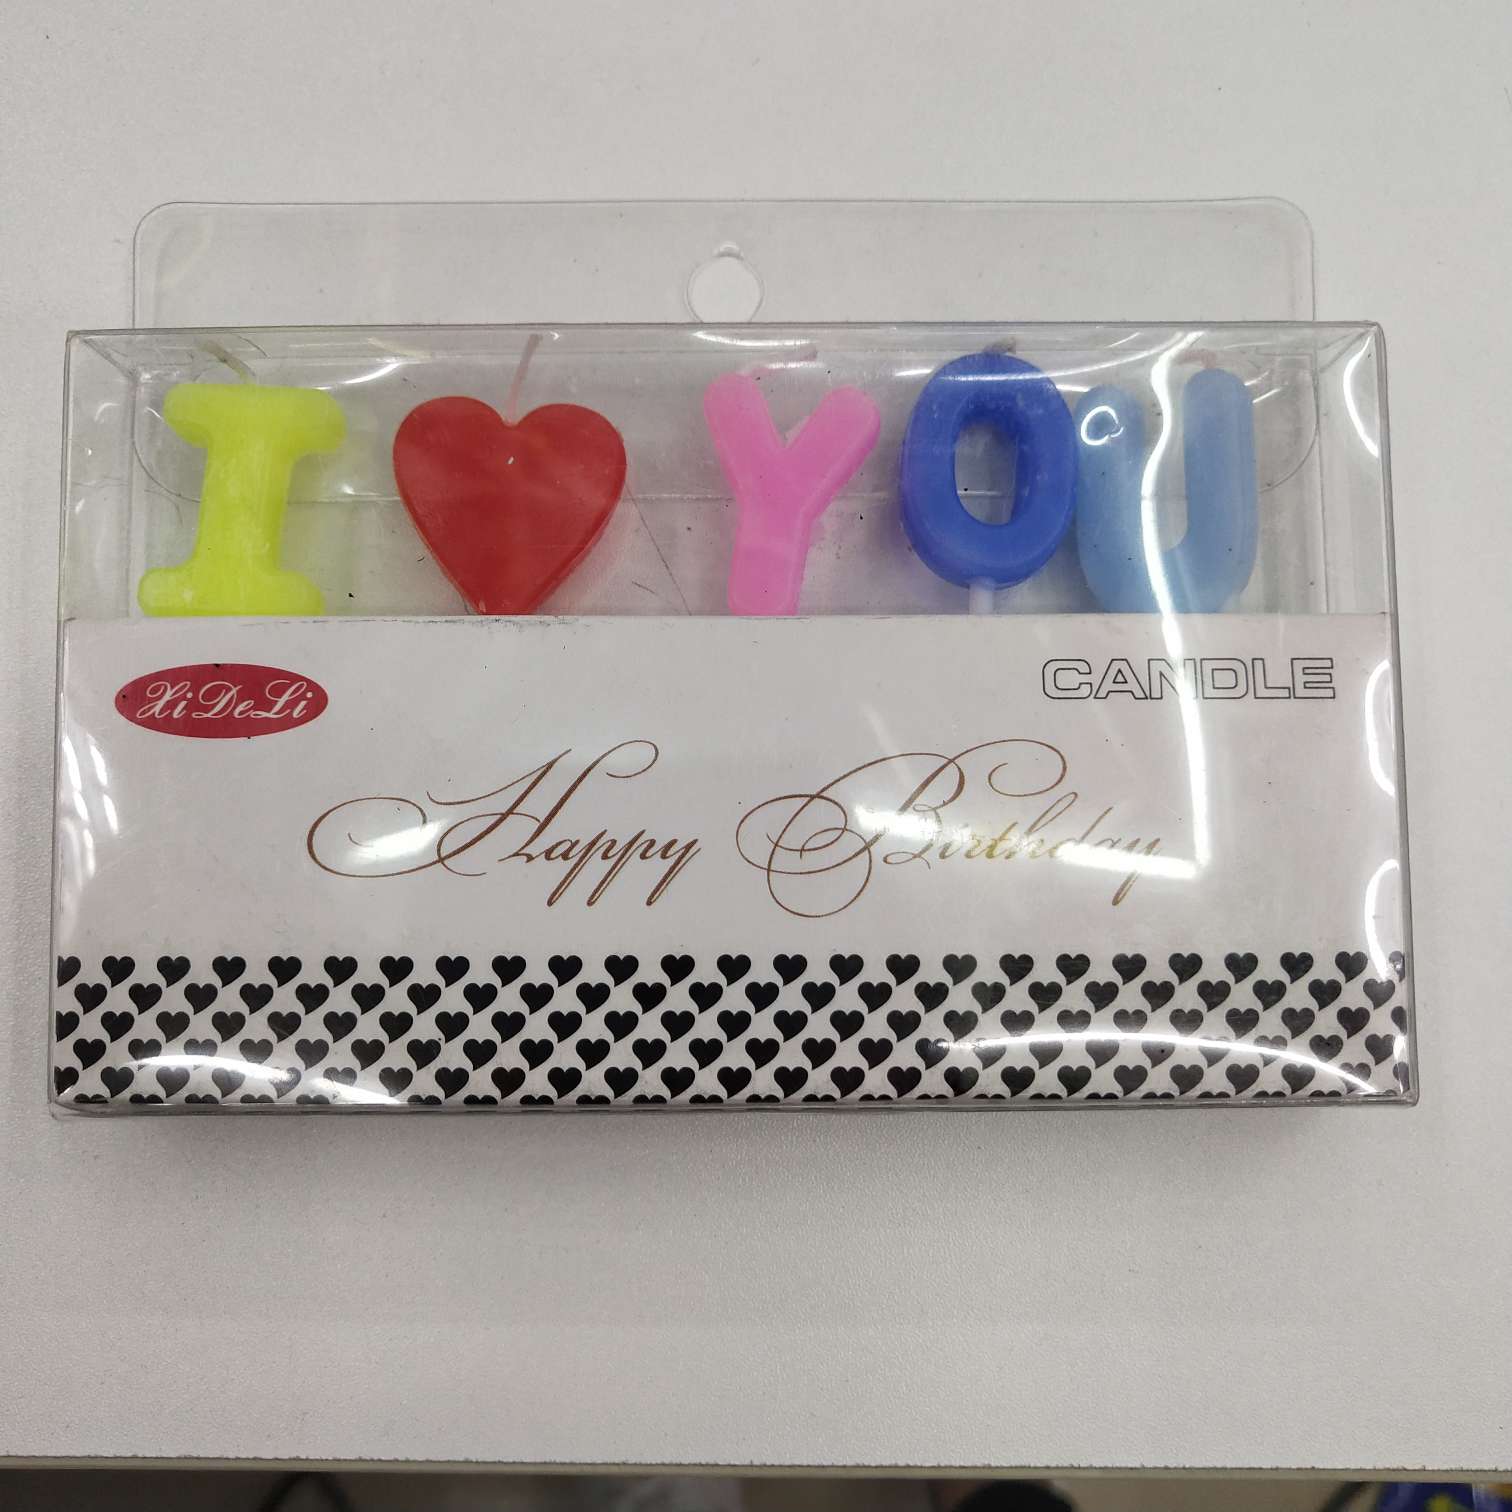 I ♥ YOU
XiDeLi
CANDLE
Happy Birthday